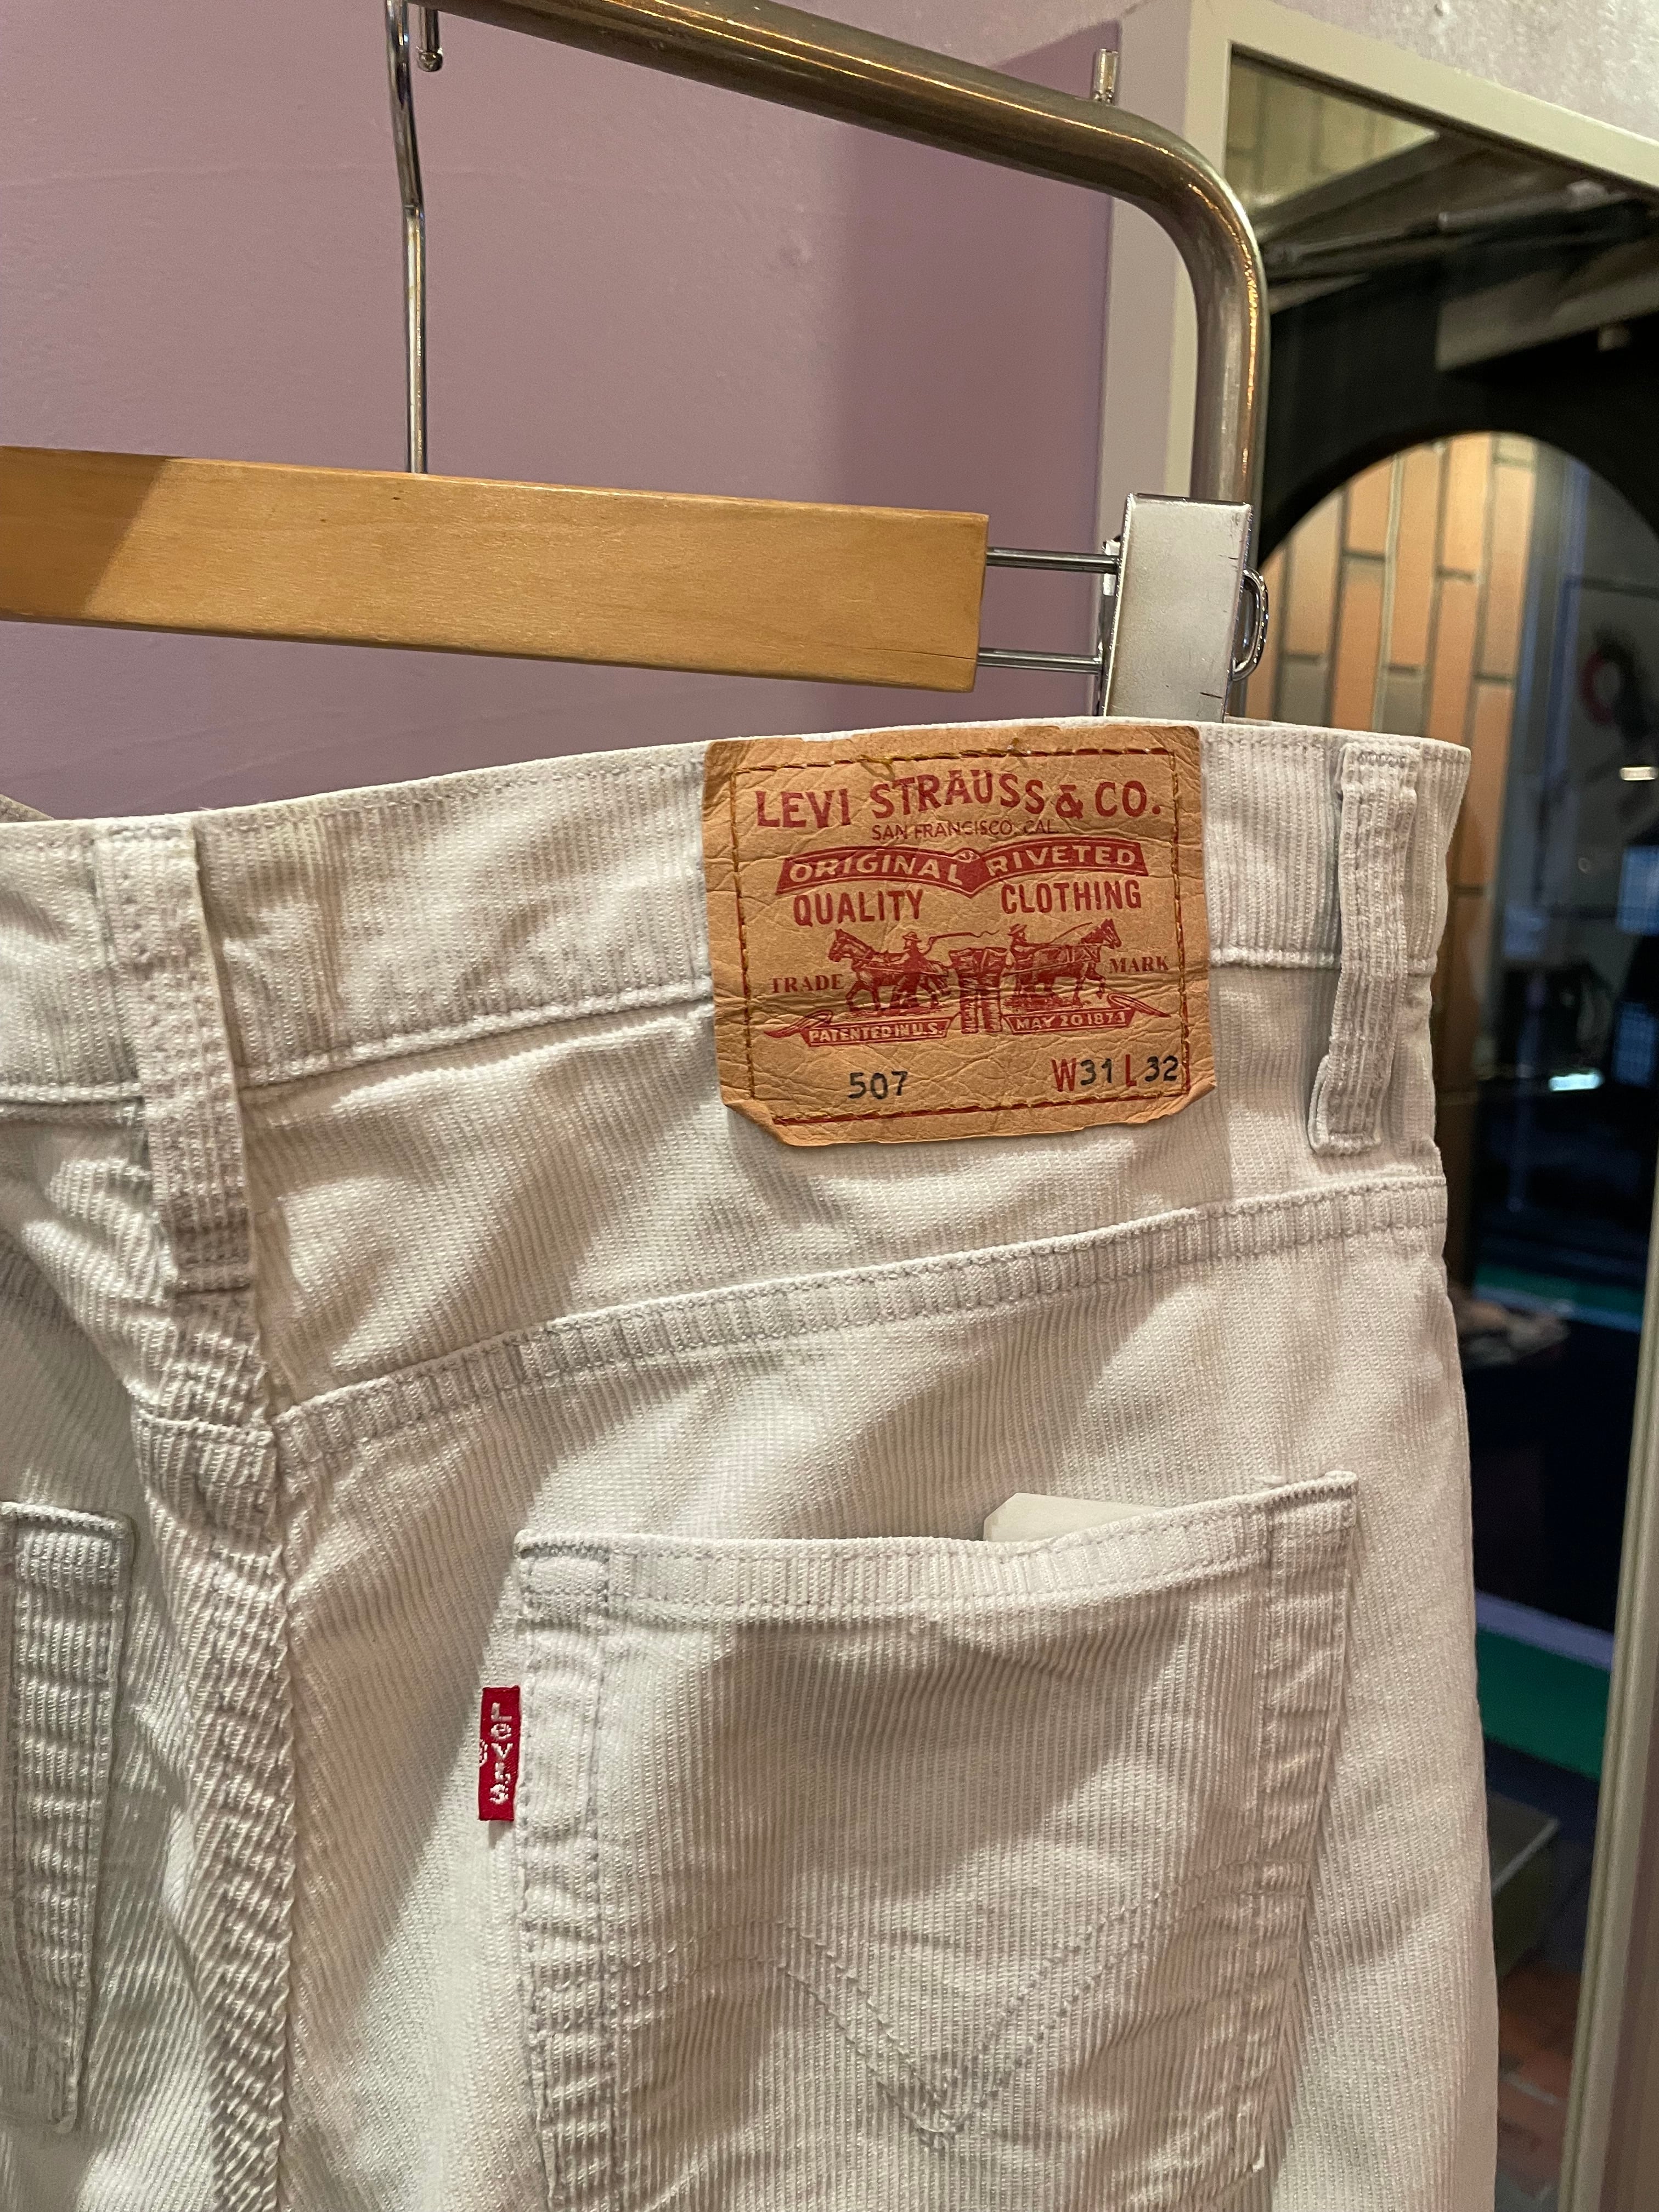 LEVI STRAUSS & CO.
SAN FRANCISCO CAL
ORIGINAL RIVETED
QUALITY CLOTHING
TRADE MARK
PATENTED IN U.S. MAY 20 1873
507 W31 L32
Levi's